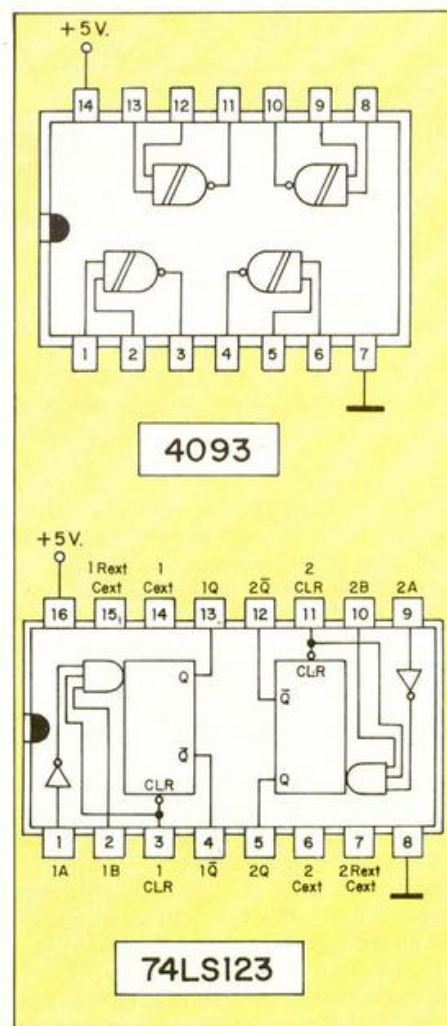 +5V.
14 13 12 11 10 9 8
1 2 3 4 5 6 7
4093
+5V.
1 Rext 1 2
Cext Cext 1Q 2Q̅ CLR 2B 2A
16 15 14 13 12 11 10 9
Q CLR
Q̅
Q̅ Q
CLR
1 2 3 4 5 6 7 8
1A 1B 1 1Q̅ 2Q 2 2 Rext
CLR Cext Cext
74LS123